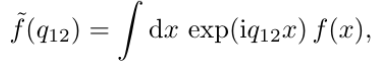 f̃(q₁₂) = ∫ dx exp(iq₁₂x) f(x),